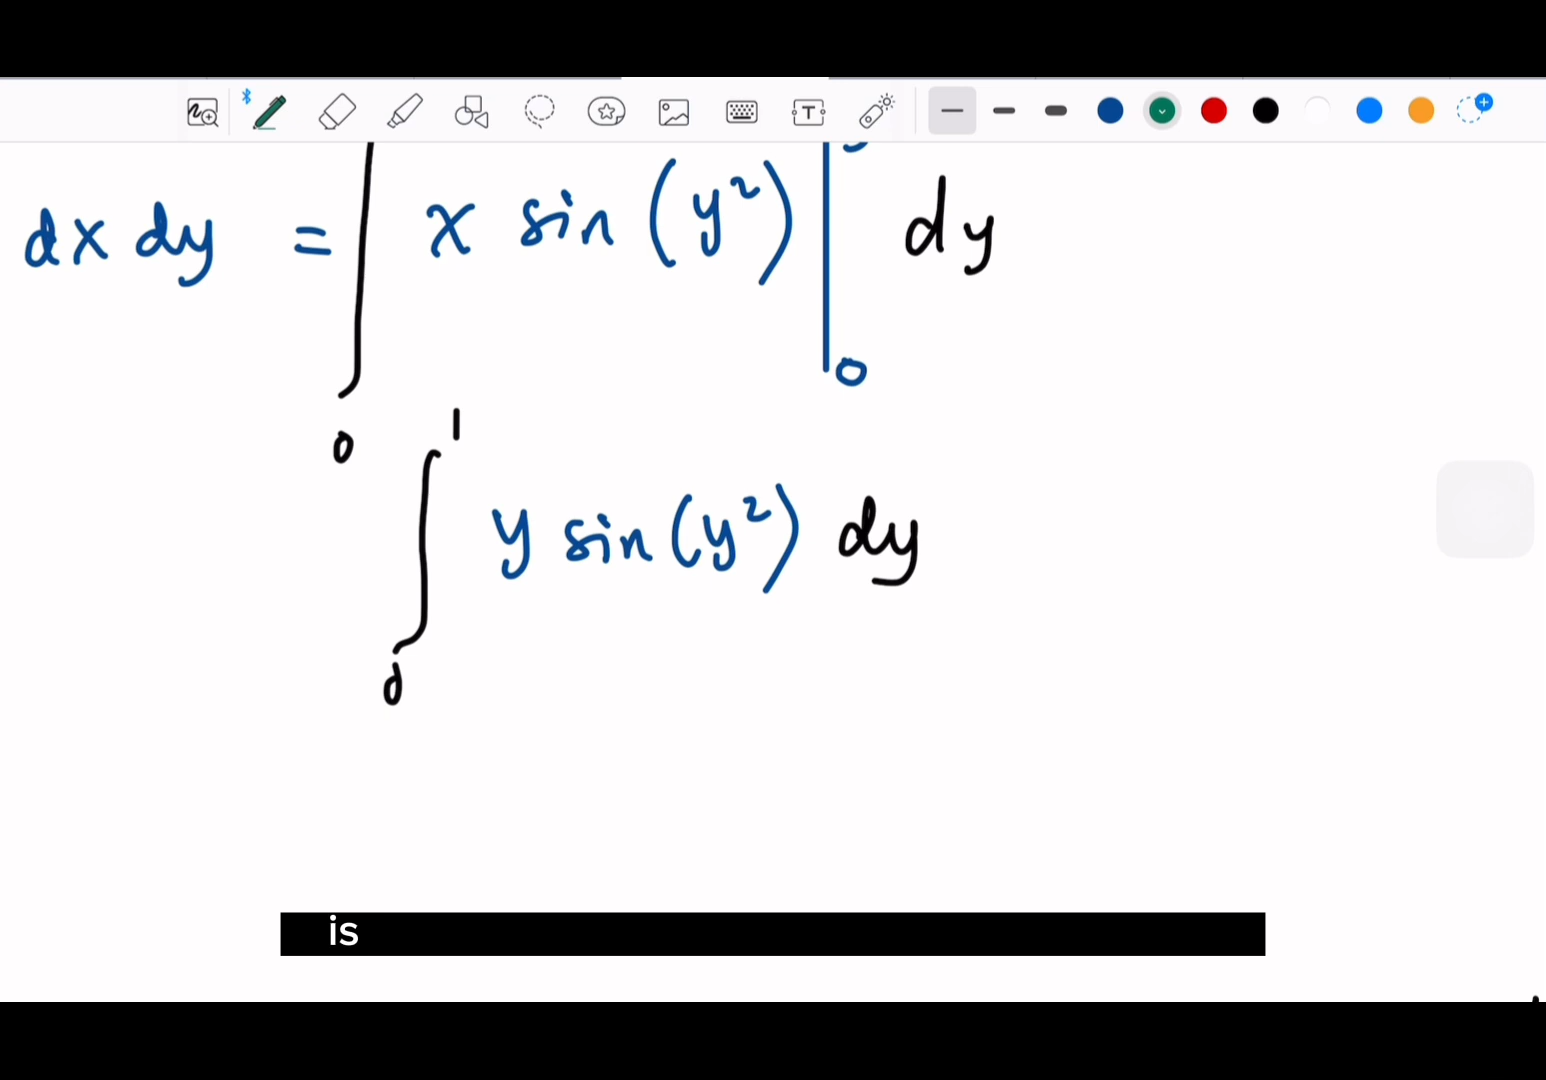 dx dy = ∫ x sin (y²) | dy
0
0
1
∫ y sin (y²) dy
0
is